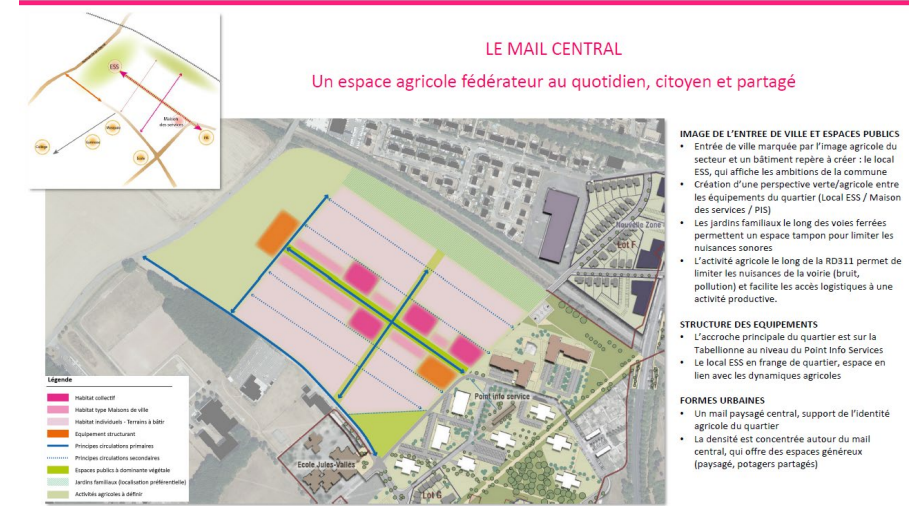 LE MAIL CENTRAL
Un espace agricole fédérateur au quotidien, citoyen et partagé
ESS
Maison
des services
PIS
Collège
Ecole
IMAGE DE L'ENTREE DE VILLE ET ESPACES PUBLICS
• Entrée de ville marquée par l'image agricole du
secteur et un bâtiment repère à créer : le local
ESS, qui affiche les ambitions de la commune
• Création d'une perspective verte/agricole entre
les équipements du quartier (Local ESS / Maison
des services / PIS)
• Les jardins familiaux le long des voies ferrées
permettent un espace tampon pour limiter les
nuisances sonores
• L'activité agricole le long de la RD311 permet de
limiter les nuisances de la voirie (bruit,
pollution) et facilite les accès logistiques à une
activité productive.
STRUCTURE DES EQUIPEMENTS
• L'accroche principale du quartier est sur la
Tabellionne au niveau du Point Info Services
• Le local ESS en frange de quartier, espace en
lien avec les dynamiques agricoles
FORMES URBAINES
• Un mail paysagé central, support de l'identité
agricole du quartier
• La densité est concentrée autour du mail
central, qui offre des espaces généreux
(paysagé, potagers partagés)
Nouvelle Zone
Lot F
Point info service
Ecole Jules-Vallès
Lot G
Légende
Habitat collectif
Habitat type Maisons de ville
Habitat individuels - Terrains à bâtir
Equipement structurant
Principes circulations primaires
Principes circulations secondaires
Espaces publics à dominante végétale
Jardins familiaux (localisation préférentielle)
Activités agricoles à définir